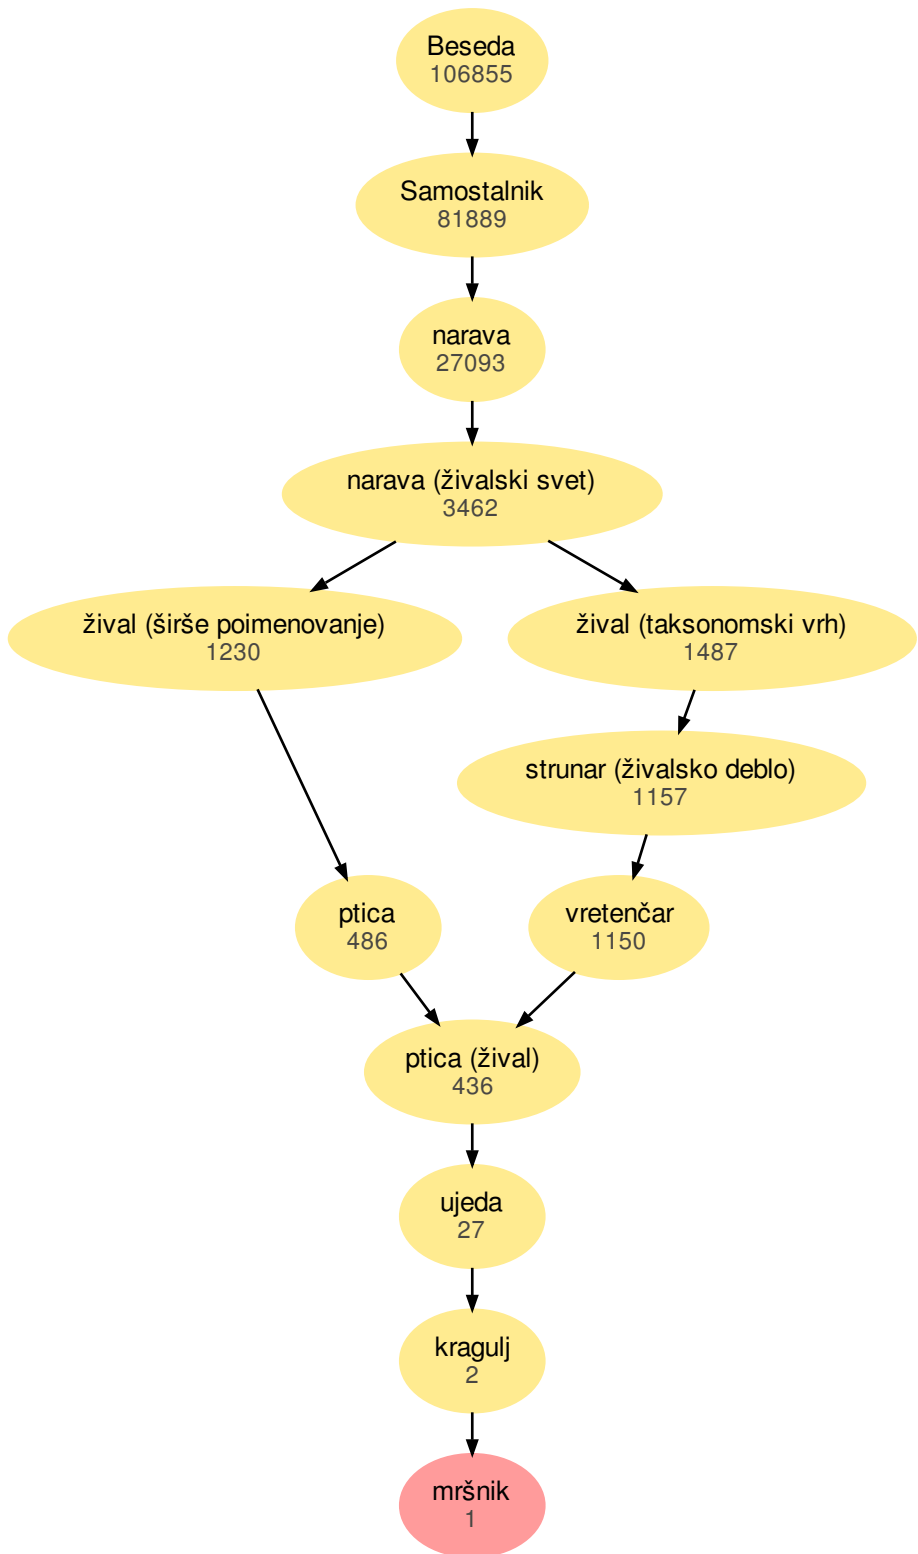 Beseda
106855
Samostalnik
81889
narava
27093
narava (živalski svet)
3462
žival (širše poimenovanje)
1230
žival (taksonomski vrh)
1487
strunar (živalsko deblo)
1157
ptica
486
vretenčar
1150
ptica (žival)
436
ujeda
27
kragulj
2
mršnik
1